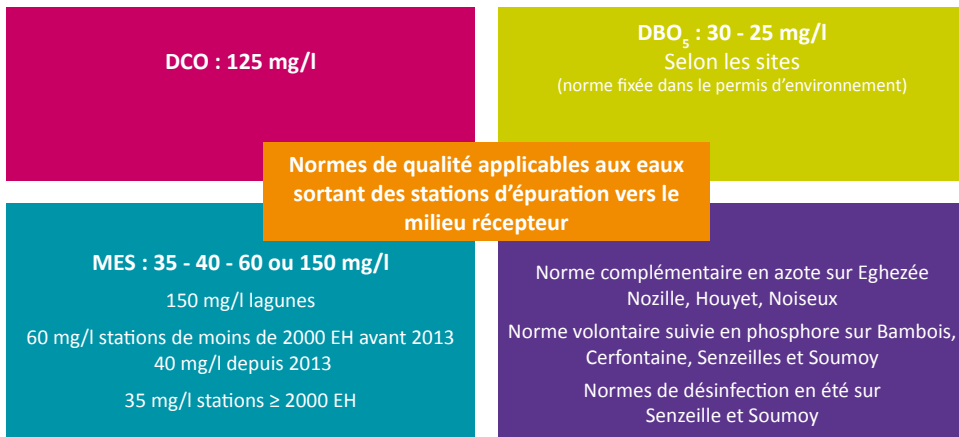 DCO : 125 mg/l
DBO₅ : 30 - 25 mg/l
Selon les sites
(norme fixée dans le permis d'environnement)
Normes de qualité applicables aux eaux
sortant des stations d'épuration vers le
milieu récepteur
MES : 35 - 40 - 60 ou 150 mg/l
150 mg/l lagunes
60 mg/l stations de moins de 2000 EH avant 2013
40 mg/l depuis 2013
35 mg/l stations ≥ 2000 EH
Norme complémentaire en azote sur Eghezée
Nozille, Houyet, Noiseux
Norme volontaire suivie en phosphore sur Bambois,
Cerfontaine, Senzeilles et Soumoy
Normes de désinfection en été sur
Senzeille et Soumoy